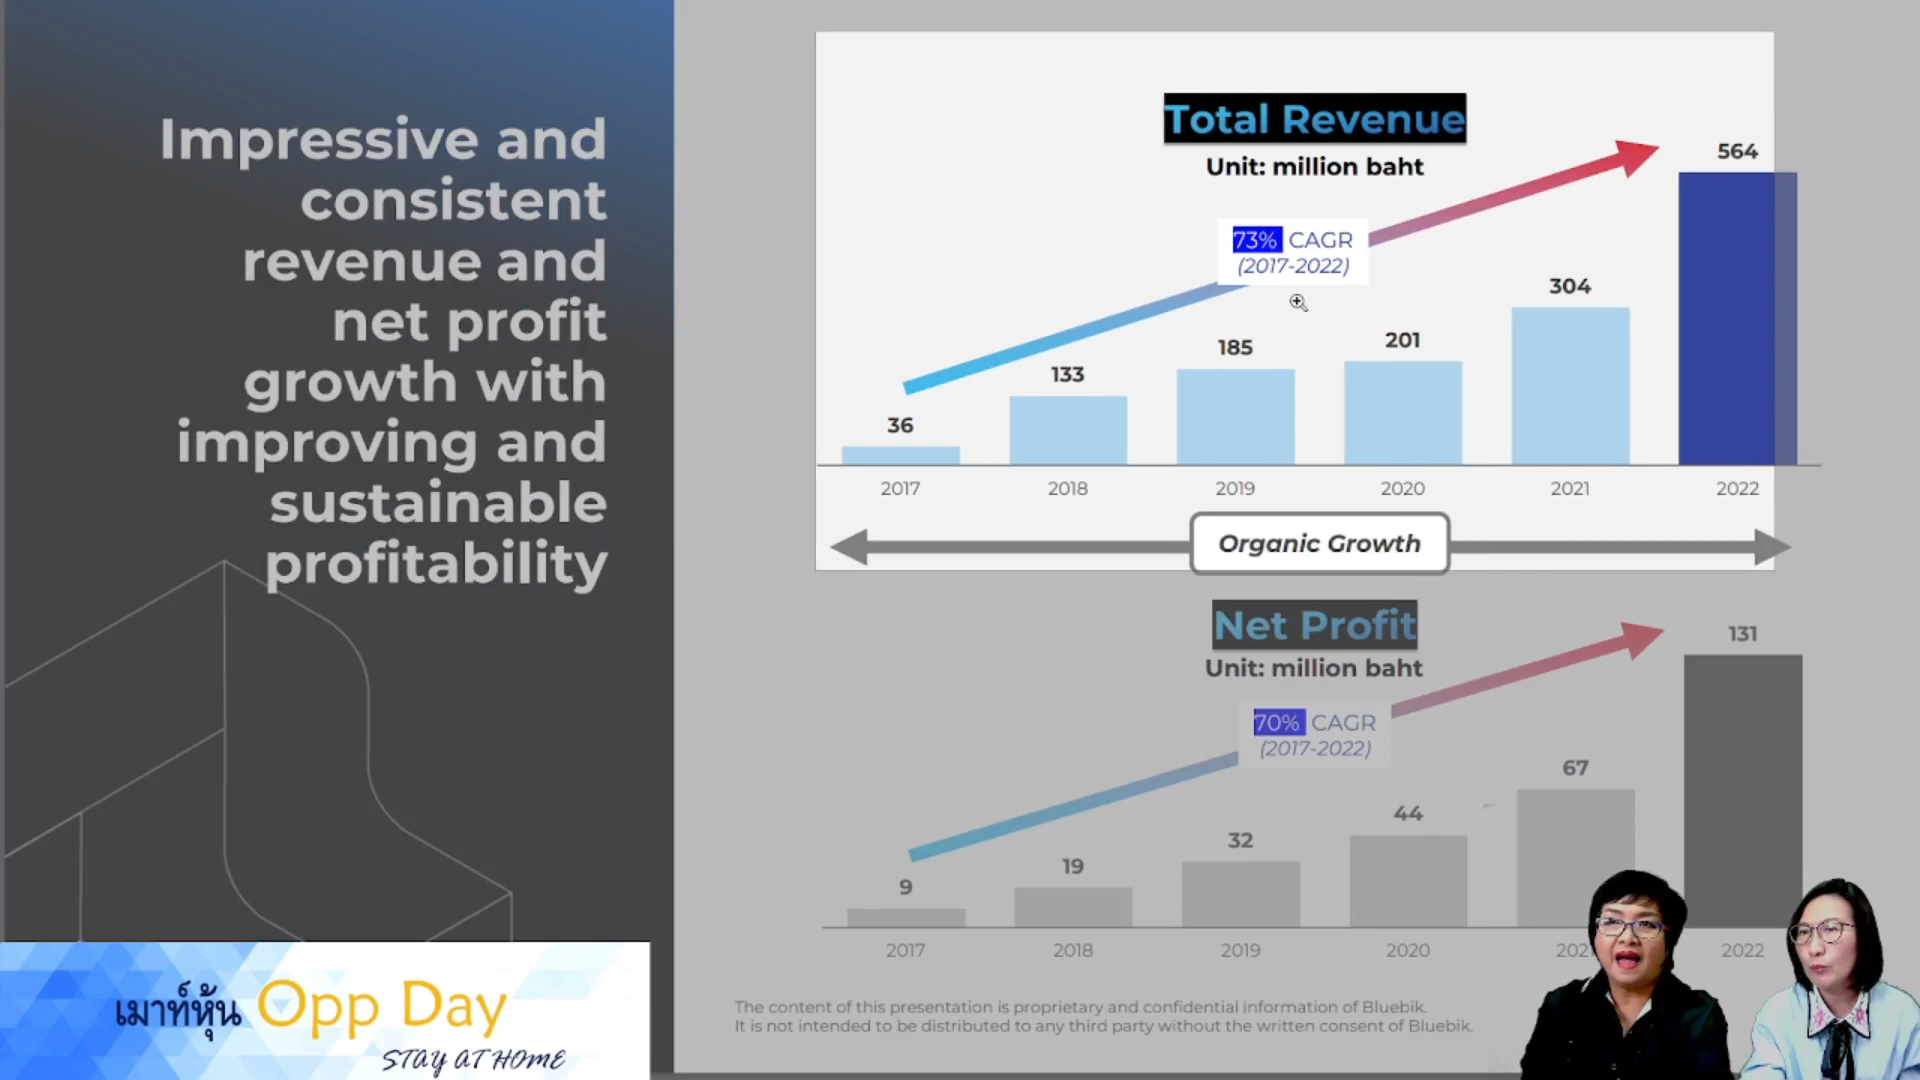 Impressive and
consistent
revenue and
net profit
growth with
improving and
sustainable
profitability
Total Revenue
Unit: million baht
73% CAGR
(2017-2022)
36
133
185
201
304
564
2017
2018
2019
2020
2021
2022
Organic Growth
Net Profit
Unit: million baht
70% CAGR
(2017-2022)
9
19
32
44
67
131
2017
2018
2019
2020
2022
The content of this presentation is proprietary and confidential information of Bluebik.
It is not intended to be distributed to any third party without the written consent of Bluebik.
เมาท์หุ้น Opp Day
STAY AT HOME